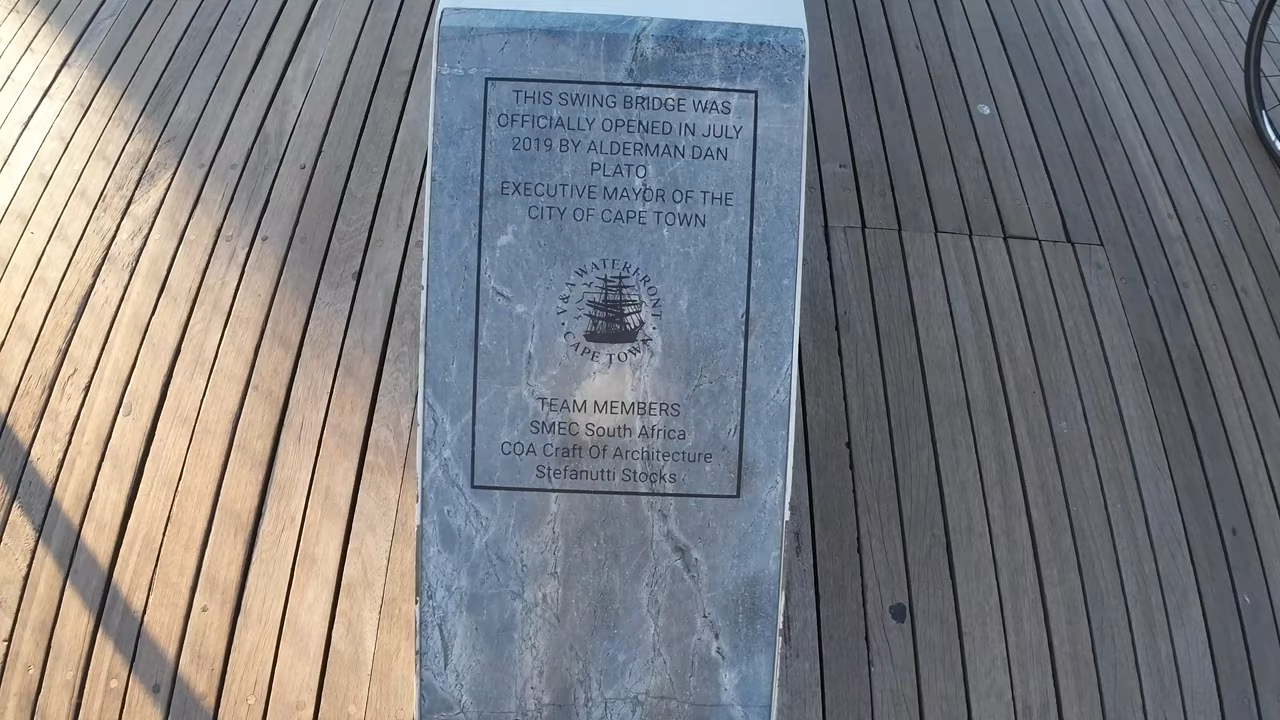 THIS SWING BRIDGE WAS
OFFICIALLY OPENED IN JULY
2019 BY ALDERMAN DAN
PLATO
EXECUTIVE MAYOR OF THE
CITY OF CAPE TOWN
V&A WATERFRONT
CAPE TOWN
TEAM MEMBERS
SMEC South Africa
COA Craft Of Architecture
Stefanutti Stocks